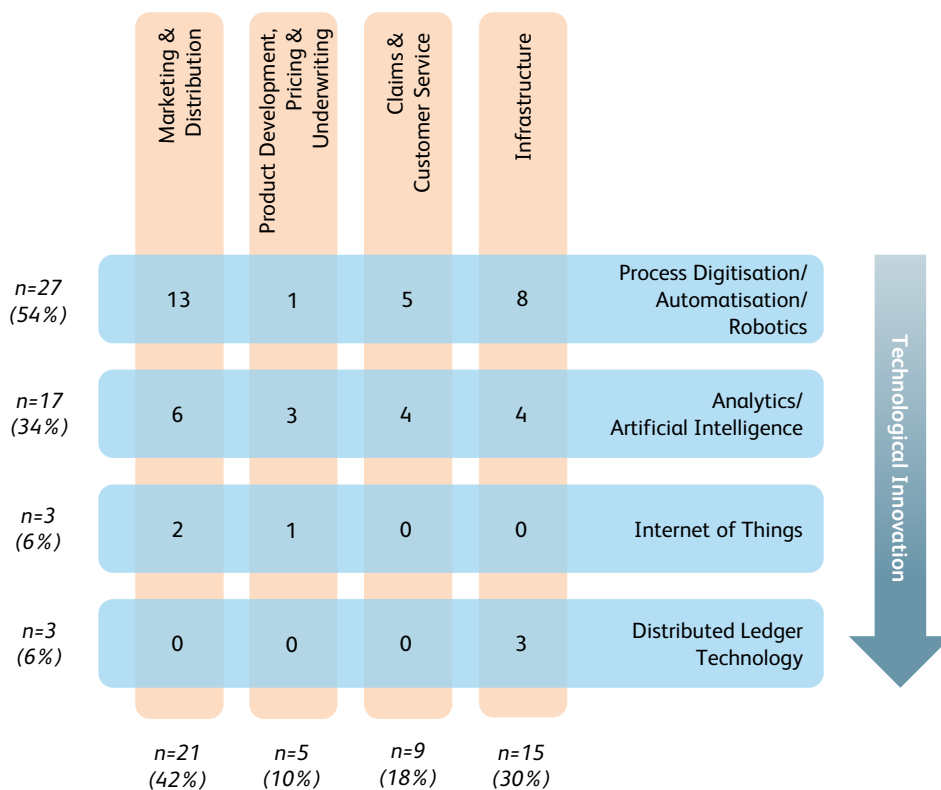 Marketing &
Distribution
Product Development,
Pricing &
Underwriting
Claims &
Customer Service
Infrastructure
n=27
(54%)
13
1
5
8
Process Digitisation/
Automatisation/
Robotics
n=17
(34%)
6
3
4
4
Analytics/
Artificial Intelligence
n=3
(6%)
2
1
0
0
Internet of Things
n=3
(6%)
0
0
0
3
Distributed Ledger
Technology
Technological Innovation
n=21
(42%)
n=5
(10%)
n=9
(18%)
n=15
(30%)